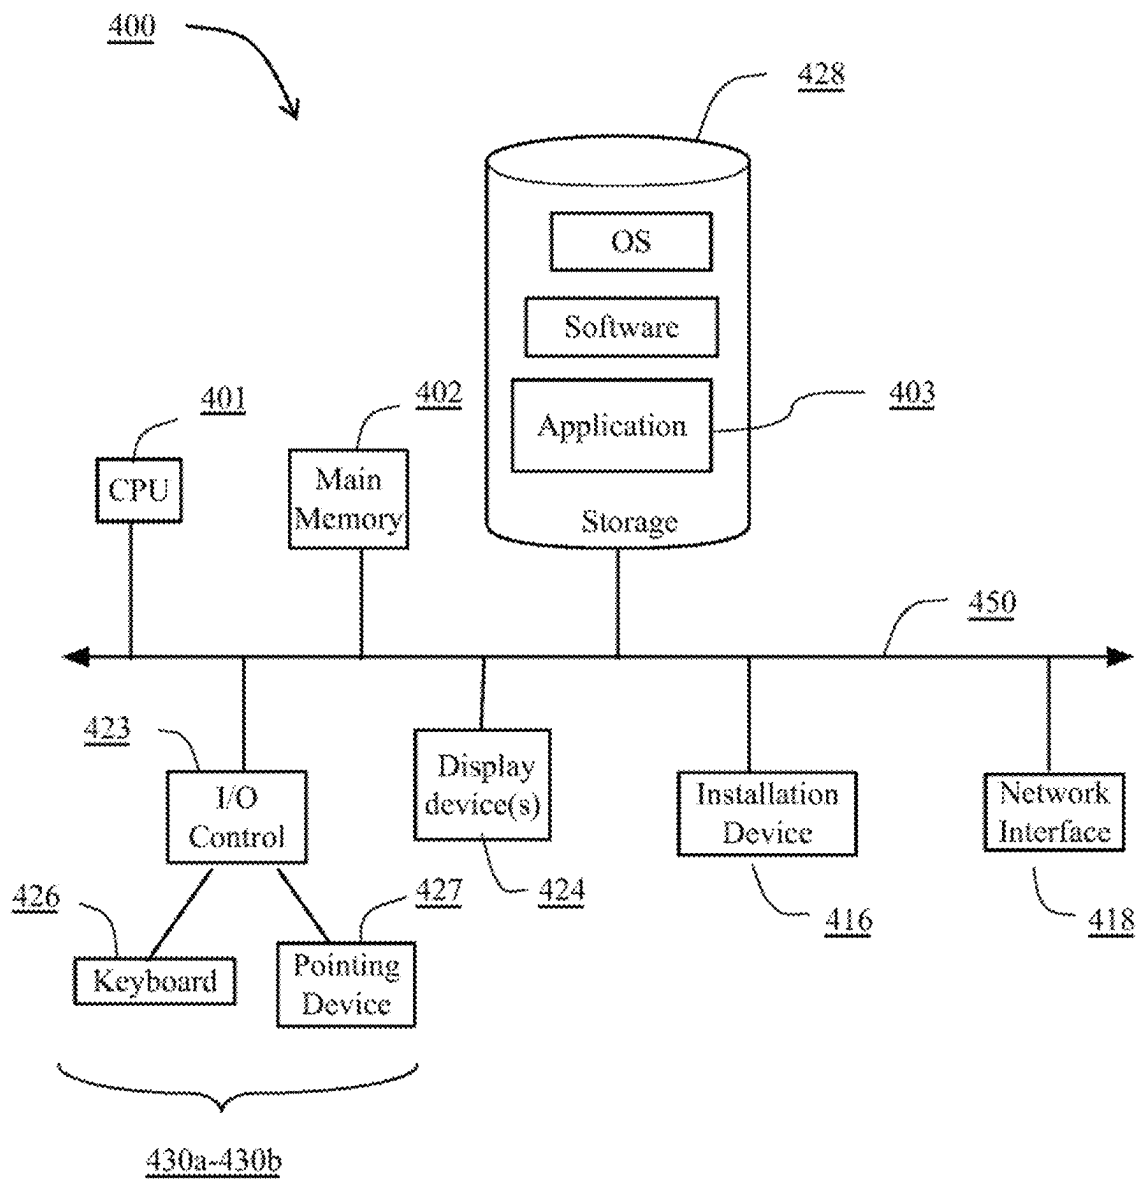 400
428
OS
Software
401
402
403
Application
CPU
Main
Memory
Storage
450
423
I/O
Control
Display
device(s)
Installation
Device
Network
Interface
426
427
424
416
418
Keyboard
Pointing
Device
430a-430b